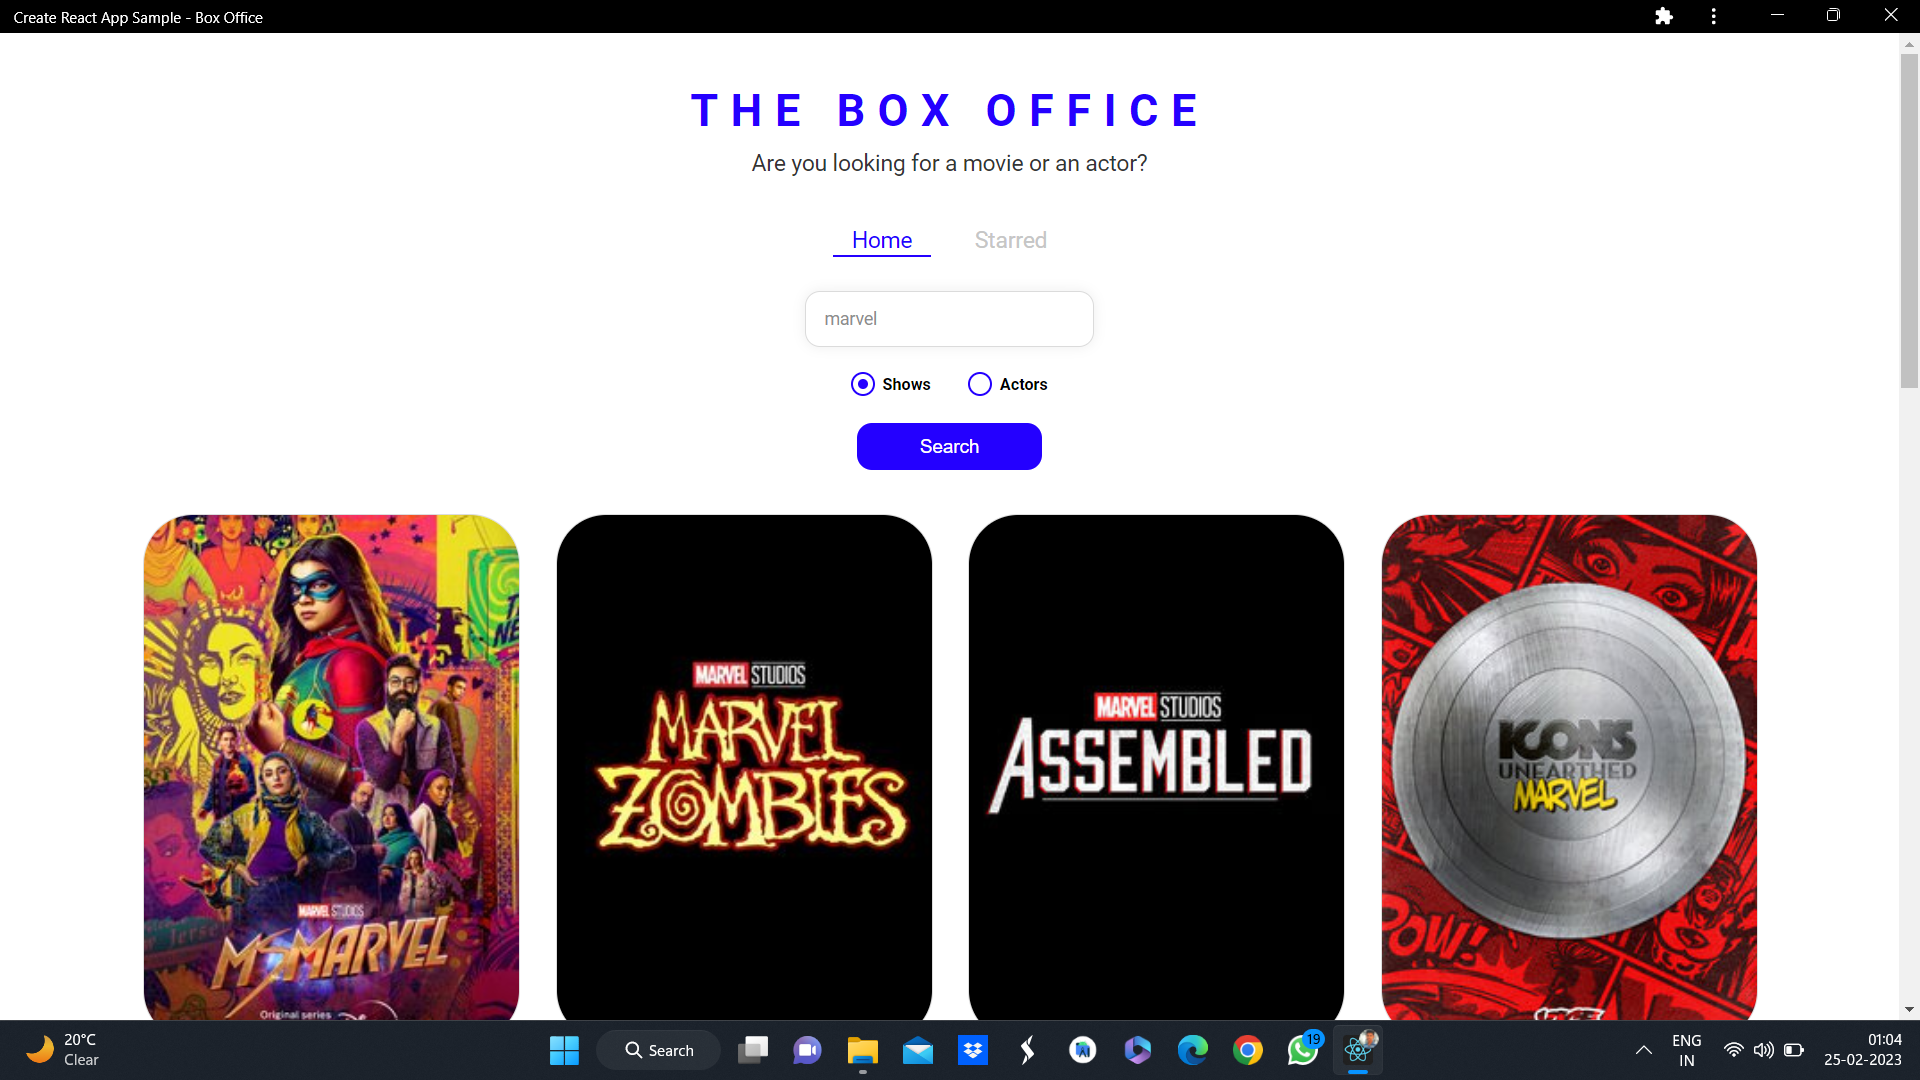 Create React App Sample - Box Office
THE BOX OFFICE
Are you looking for a movie or an actor?
Home Starred
marvel
Shows Actors
Search
MARVEL STUDIOS
MS MARVEL
Original series
MARVEL STUDIOS
MARVEL
ZOMBIES
MARVEL STUDIOS
ASSEMBLED
ICONS
UNEARTHED
MARVEL
POW!
20°C
Clear
Search
19
ENG
IN
01:04
25-02-2023